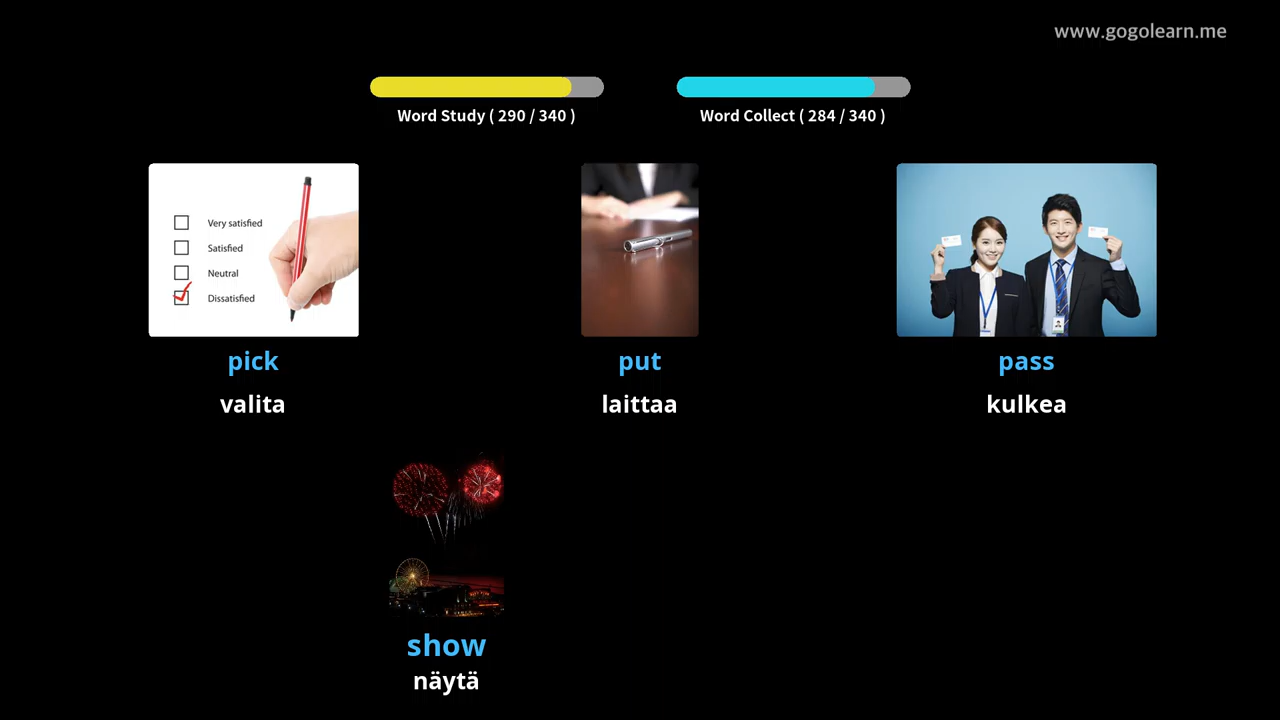 www.gogolearn.me
Word Study ( 290 / 340 )
Word Collect ( 284 / 340 )
Very satisfied
Satisfied
Neutral
Dissatisfied
pick
put
pass
valita
laittaa
kulkea
show
näytä